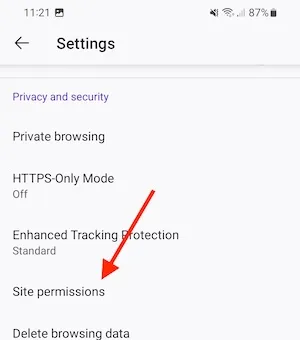 11:21 87%
Settings
Privacy and security
Private browsing
HTTPS-Only Mode
Off
Enhanced Tracking Protection
Standard
Site permissions
Delete browsing data